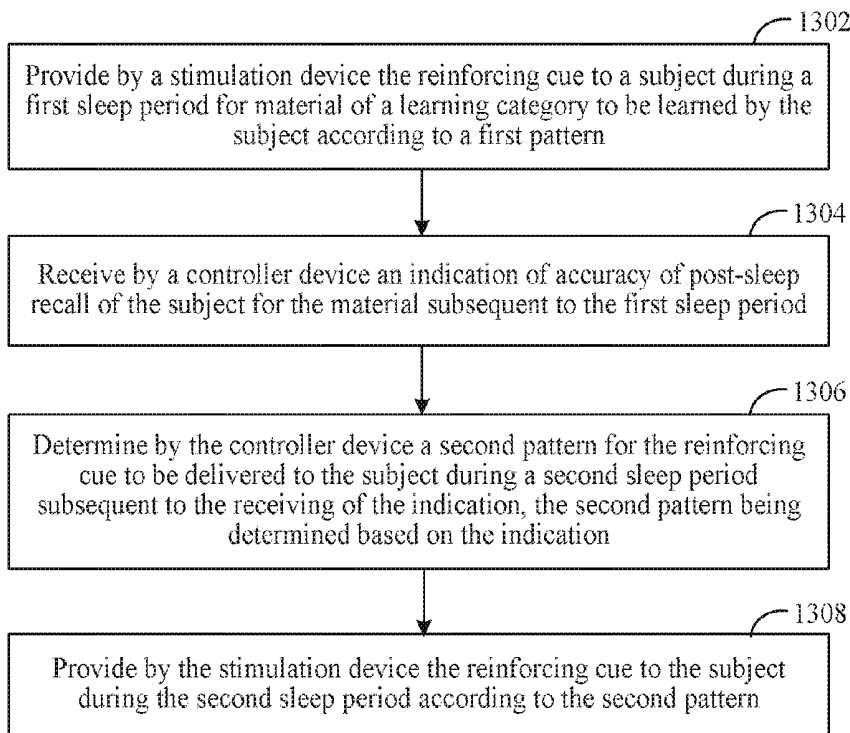 1302
Provide by a stimulation device the reinforcing cue to a subject during a
first sleep period for material of a learning category to be learned by the
subject according to a first pattern
1304
Receive by a controller device an indication of accuracy of post-sleep
recall of the subject for the material subsequent to the first sleep period
1306
Determine by the controller device a second pattern for the reinforcing
cue to be delivered to the subject during a second sleep period
subsequent to the receiving of the indication, the second pattern being
determined based on the indication
1308
Provide by the stimulation device the reinforcing cue to the subject
during the second sleep period according to the second pattern